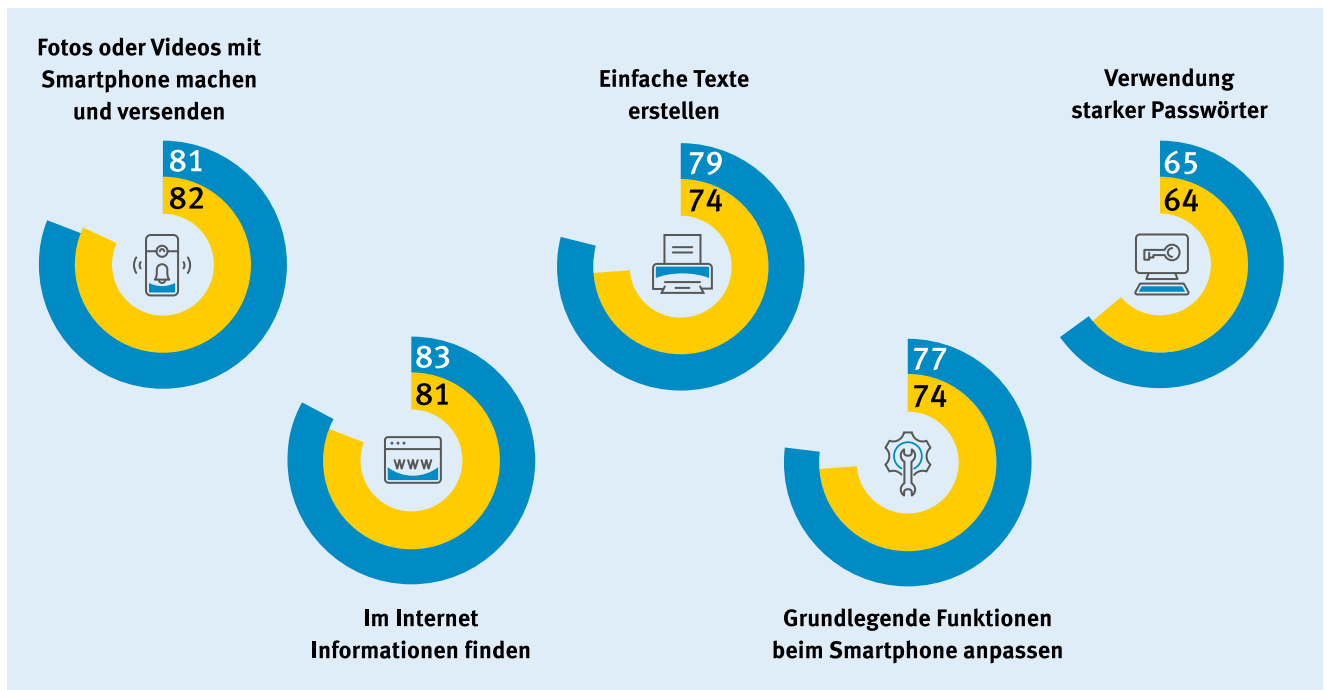 Fotos oder Videos mit
Smartphone machen
und versenden
81
82
Im Internet
Informationen finden
83
81
www
Einfache Texte
erstellen
79
74
Grundlegende Funktionen
beim Smartphone anpassen
77
74
Verwendung
starker Passwörter
65
64